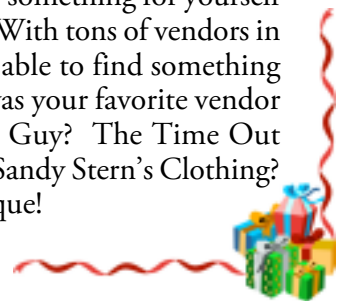 something for yourself
With tons of vendors in
able to find something
was your favorite vendor
Guy? The Time Out
Sandy Stern's Clothing?
que!